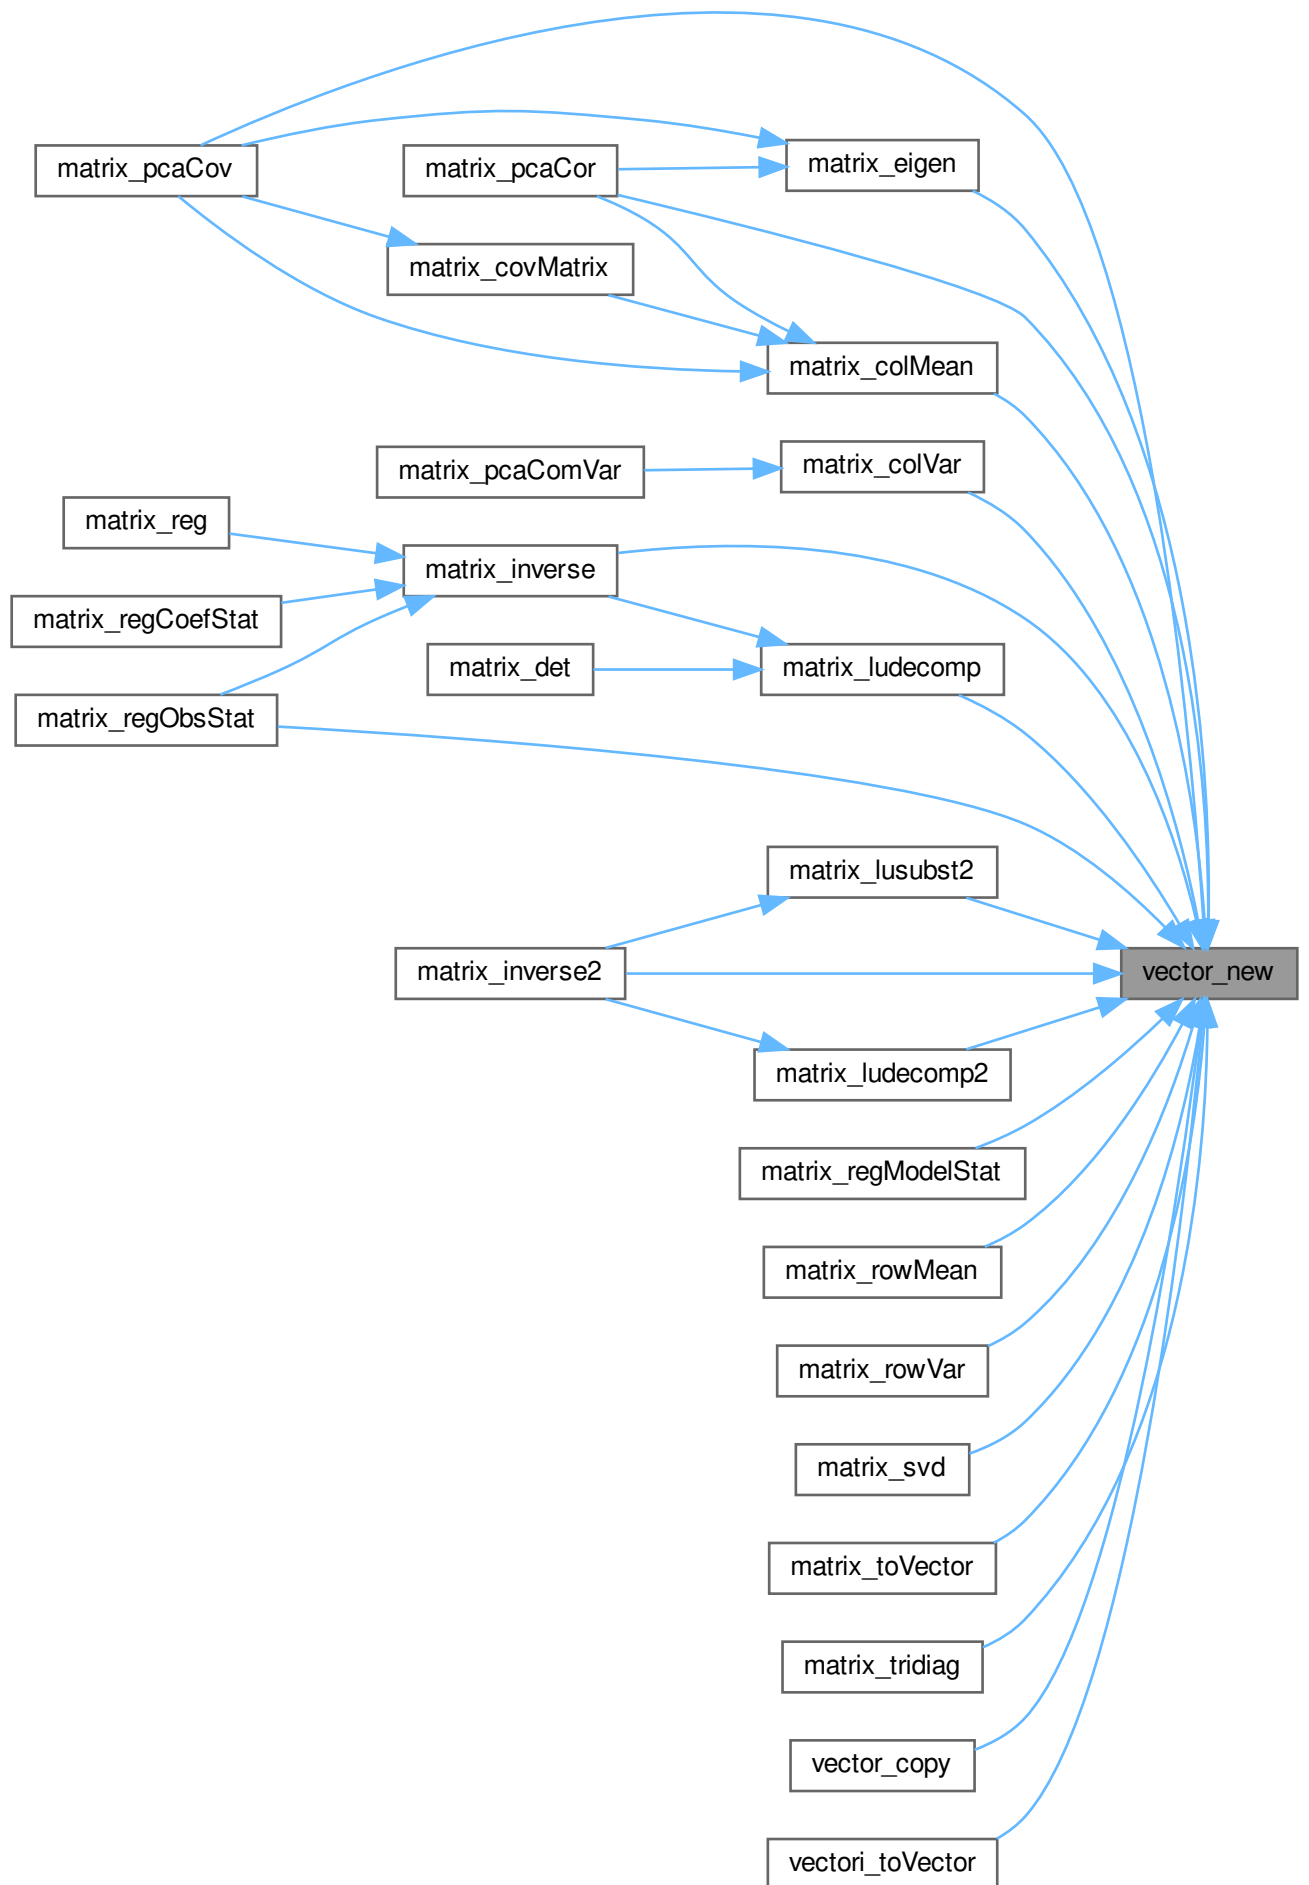 matrix_pcaCov
matrix_pcaCor
matrix_eigen
matrix_covMatrix
matrix_colMean
matrix_pcaComVar
matrix_colVar
matrix_reg
matrix_inverse
matrix_regCoefStat
matrix_det
matrix_ludecomp
matrix_regObsStat
matrix_lusubst2
matrix_inverse2
vector_new
matrix_ludecomp2
matrix_regModelStat
matrix_rowMean
matrix_rowVar
matrix_svd
matrix_toVector
matrix_tridiag
vector_copy
vectori_toVector